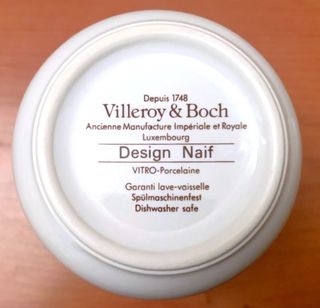 Depuis 1748
Villeroy & Boch
Ancienne Manufacture Impériale et Royale
Luxembourg
Design Naif
VITRO-Porcelaine
Garanti lave-vaisselle
Spülmaschinenfest
Dishwasher safe